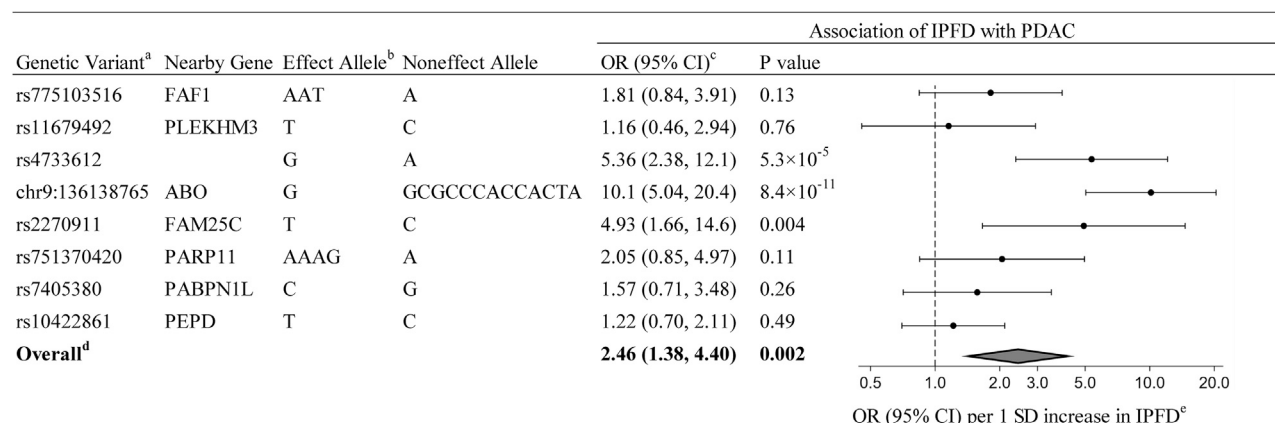 Association of IPFD with PDAC
Genetic Variantᵃ Nearby Gene Effect Alleleᵇ Noneffect Allele OR (95% CI)ᶜ P value
rs775103516 FAF1 AAT A 1.81 (0.84, 3.91) 0.13
rs11679492 PLEKHM3 T C 1.16 (0.46, 2.94) 0.76
rs4733612 G A 5.36 (2.38, 12.1) 5.3×10⁻⁵
chr9:136138765 ABO G GCGCCCACCACTA 10.1 (5.04, 20.4) 8.4×10⁻¹¹
rs2270911 FAM25C T C 4.93 (1.66, 14.6) 0.004
rs751370420 PARP11 AAAG A 2.05 (0.85, 4.97) 0.11
rs7405380 PABPN1L C G 1.57 (0.71, 3.48) 0.26
rs10422861 PEPD T C 1.22 (0.70, 2.11) 0.49
Overallᵈ 2.46 (1.38, 4.40) 0.002
0.5 1.0 2.0 3.0 5.0 10.0 20.0
OR (95% CI) per 1 SD increase in IPFDᵉ